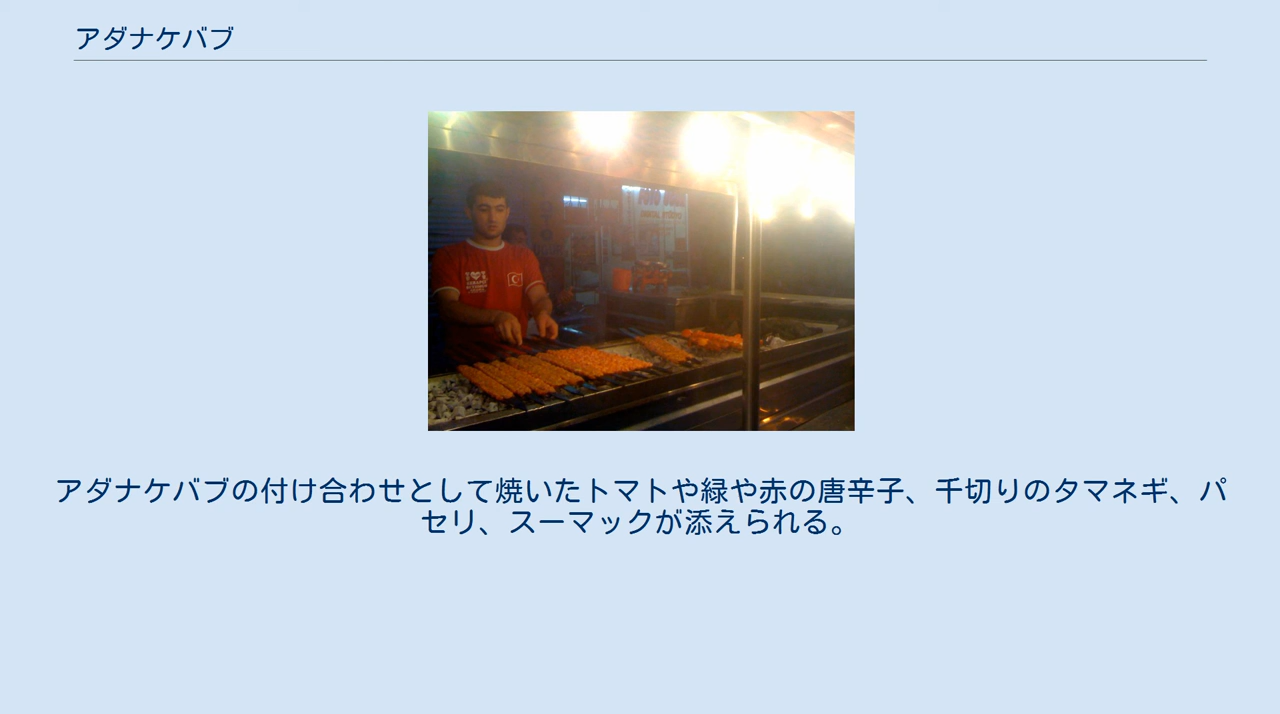 アダナケバブ
アダナケバブの付け合わせとして焼いたトマトや緑や赤の唐辛子、千切りのタマネギ、パ
セリ、スーマックが添えられる。